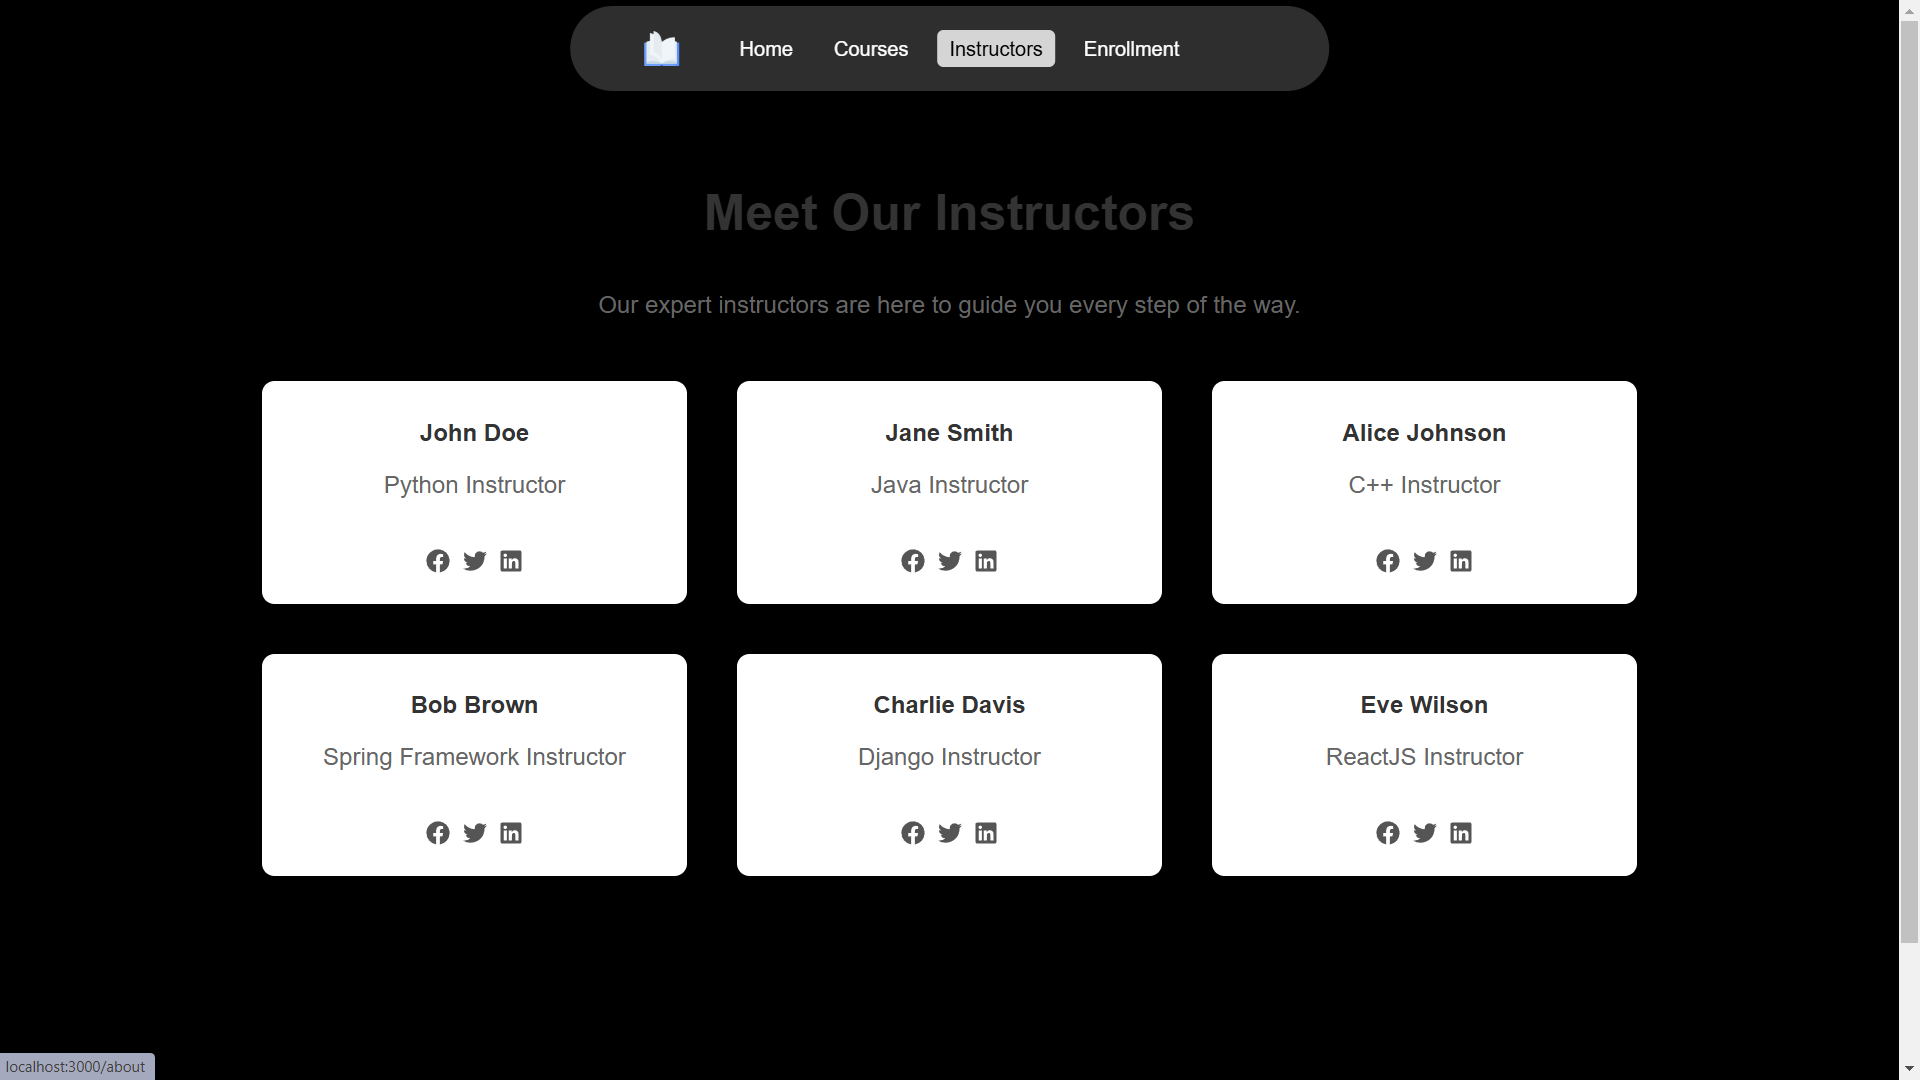 Home Courses Instructors Enrollment
Meet Our Instructors
Our expert instructors are here to guide you every step of the way.
John Doe
Python Instructor
Jane Smith
Java Instructor
Alice Johnson
C++ Instructor
Bob Brown
Spring Framework Instructor
Charlie Davis
Django Instructor
Eve Wilson
ReactJS Instructor
localhost:3000/about